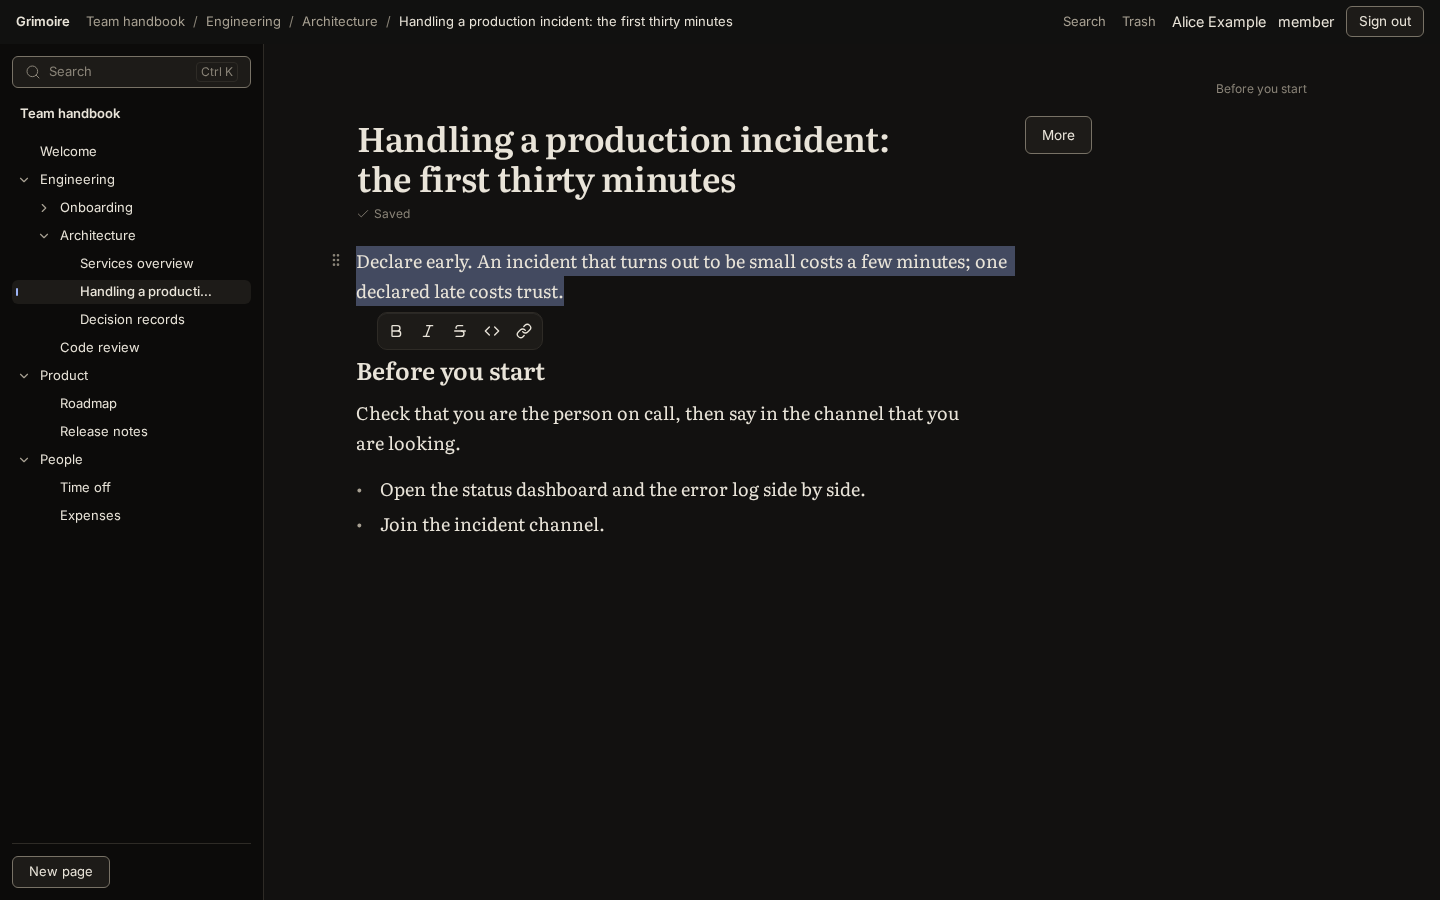 Grimoire Team handbook / Engineering / Architecture / Handling a production incident: the first thirty minutes Search Trash Alice Example member Sign out
Search Ctrl K
Team handbook
Welcome
Engineering
Onboarding
Architecture
Services overview
Handling a producti...
Decision records
Code review
Product
Roadmap
Release notes
People
Time off
Expenses
New page
Handling a production incident:
the first thirty minutes
Saved
More
Declare early. An incident that turns out to be small costs a few minutes; one
declared late costs trust.
Before you start
Check that you are the person on call, then say in the channel that you
are looking.
• Open the status dashboard and the error log side by side.
• Join the incident channel.
Before you start